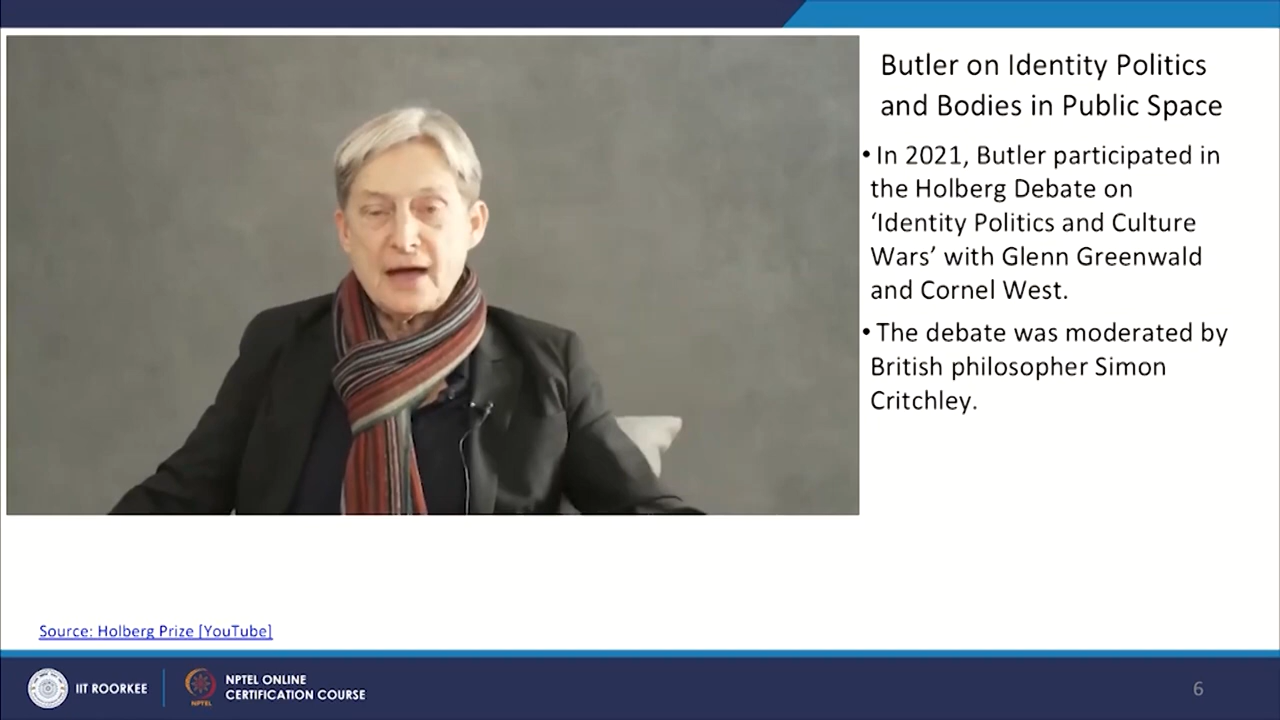 Butler on Identity Politics
and Bodies in Public Space
• In 2021, Butler participated in
the Holberg Debate on
‘Identity Politics and Culture
Wars’ with Glenn Greenwald
and Cornel West.
• The debate was moderated by
British philosopher Simon
Critchley.
Source: Holberg Prize [YouTube]
IIT ROORKEE
NPTEL
NPTEL ONLINE
CERTIFICATION COURSE
6